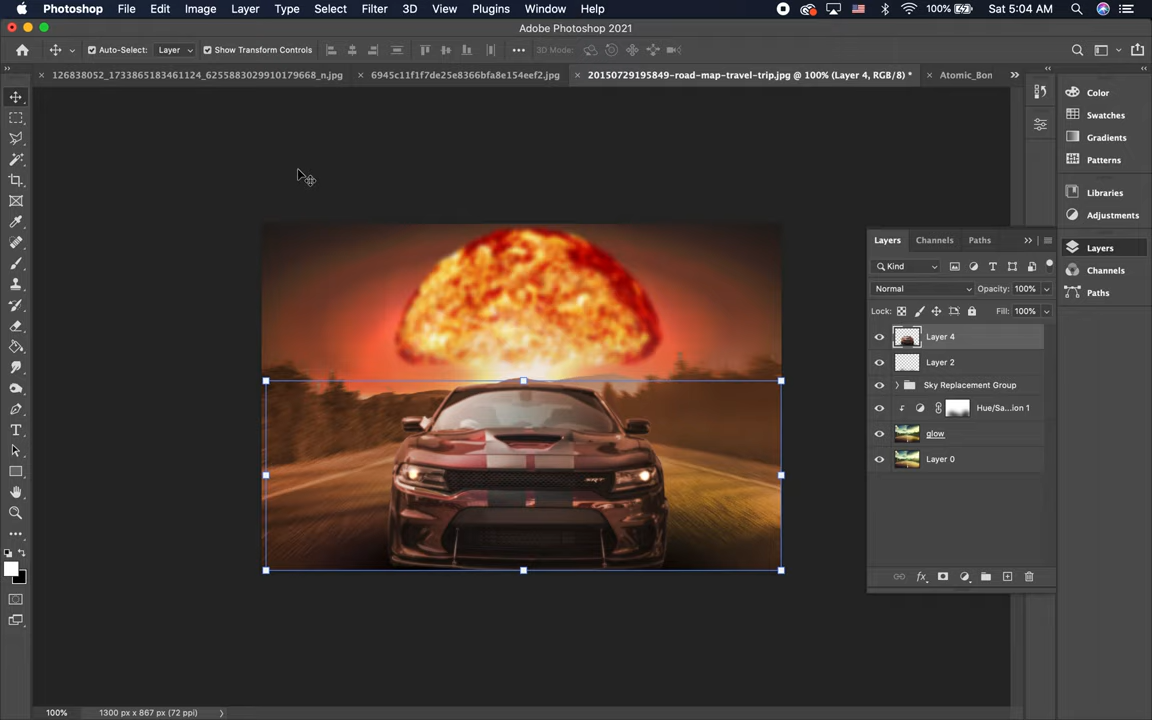 Photoshop File Edit Image Layer Type Select Filter 3D View Plugins Window Help 100% Sat 5:04 AM
Adobe Photoshop 2021
Auto-Select: Layer Show Transform Controls 3D Mode:
126838052_1733865183461124_6255883029910179668_n.jpg 6945c11f1f7de25e8366bfa8e154eef2.jpg 20150729195849-road-map-travel-trip.jpg @ 100% (Layer 4, RGB/8) * Atomic_Bon
Color
Swatches
Gradients
Patterns
Libraries
Adjustments
Layers
Channels
Paths
Layers Channels Paths
Kind
Normal Opacity: 100%
Lock: Fill: 100%
Layer 4
Layer 2
Sky Replacement Group
Hue/Sa...ion 1
glow
Layer 0
fx
SRT
100% 1300 px x 867 px (72 ppi)